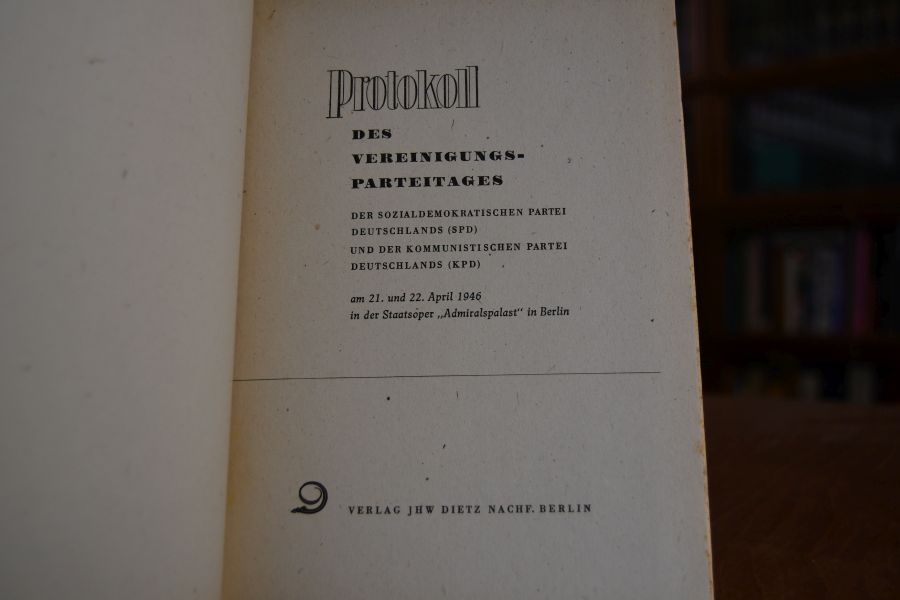 Protokoll
DES
VEREINIGUNGS-
PARTEITAGES
DER SOZIALDEMOKRATISCHEN PARTEI
DEUTSCHLANDS (SPD)
UND DER KOMMUNISTISCHEN PARTEI
DEUTSCHLANDS (KPD)
am 21. und 22. April 1946
in der Staatsoper „Admiralspalast“ in Berlin
VERLAG JHW DIETZ NACHF. BERLIN